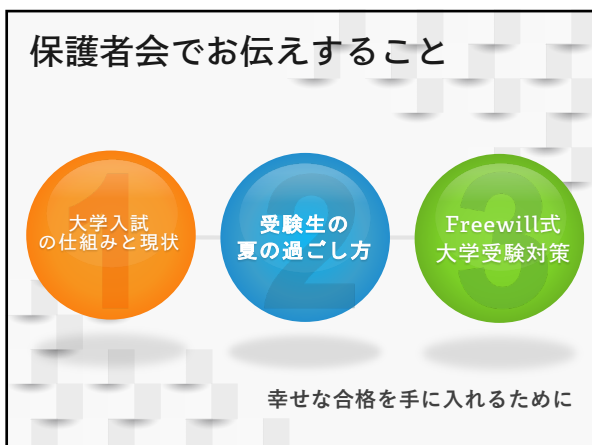 保護者会でお伝えすること
1
大学入試
の仕組みと現状
2
受験生の
夏の過ごし方
3
Freewill式
大学受験対策
幸せな合格を手に入れるために